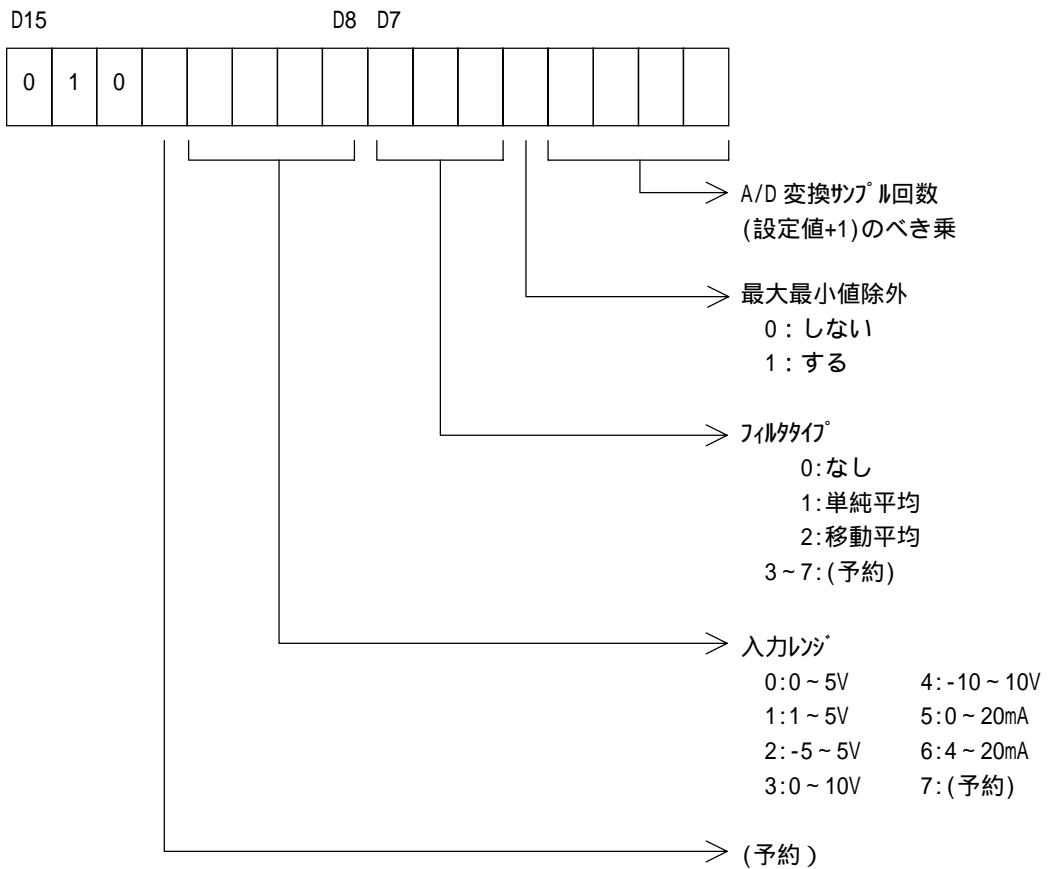 D15 D8 D7
0 1 0
A/D 変換ｻﾝﾌﾟﾙ回数
(設定値+1)のべき乗
最大最小値除外
0：しない
1：する
ﾌｨﾙﾀﾀｲﾌﾟ
0:なし
1:単純平均
2:移動平均
3~7:(予約)
入力ﾚﾝｼﾞ
0:0~5V 4:-10~10V
1:1~5V 5:0~20mA
2:-5~5V 6:4~20mA
3:0~10V 7:(予約)
(予約)